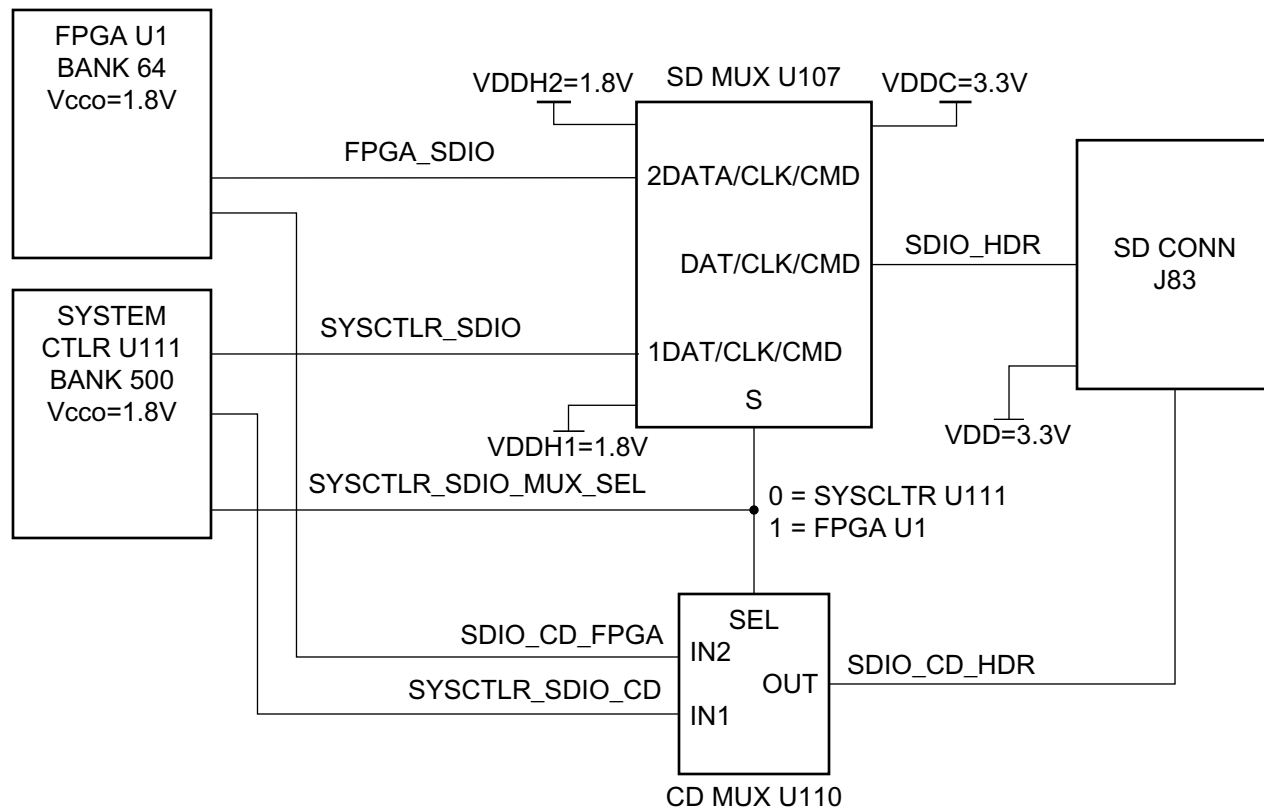 FPGA U1
BANK 64
Vcco=1.8V
VDDH2=1.8V
SD MUX U107
VDDC=3.3V
FPGA_SDIO
2DATA/CLK/CMD
DAT/CLK/CMD
SDIO_HDR
SD CONN
J83
SYSTEM
CTLR U111
BANK 500
Vcco=1.8V
SYSCTLR_SDIO
1DAT/CLK/CMD
S
VDDH1=1.8V
VDD=3.3V
SYSCTLR_SDIO_MUX_SEL
0 = SYSCLTR U111
1 = FPGA U1
SEL
SDIO_CD_FPGA
IN2
SDIO_CD_HDR
OUT
SYSCTLR_SDIO_CD
IN1
CD MUX U110